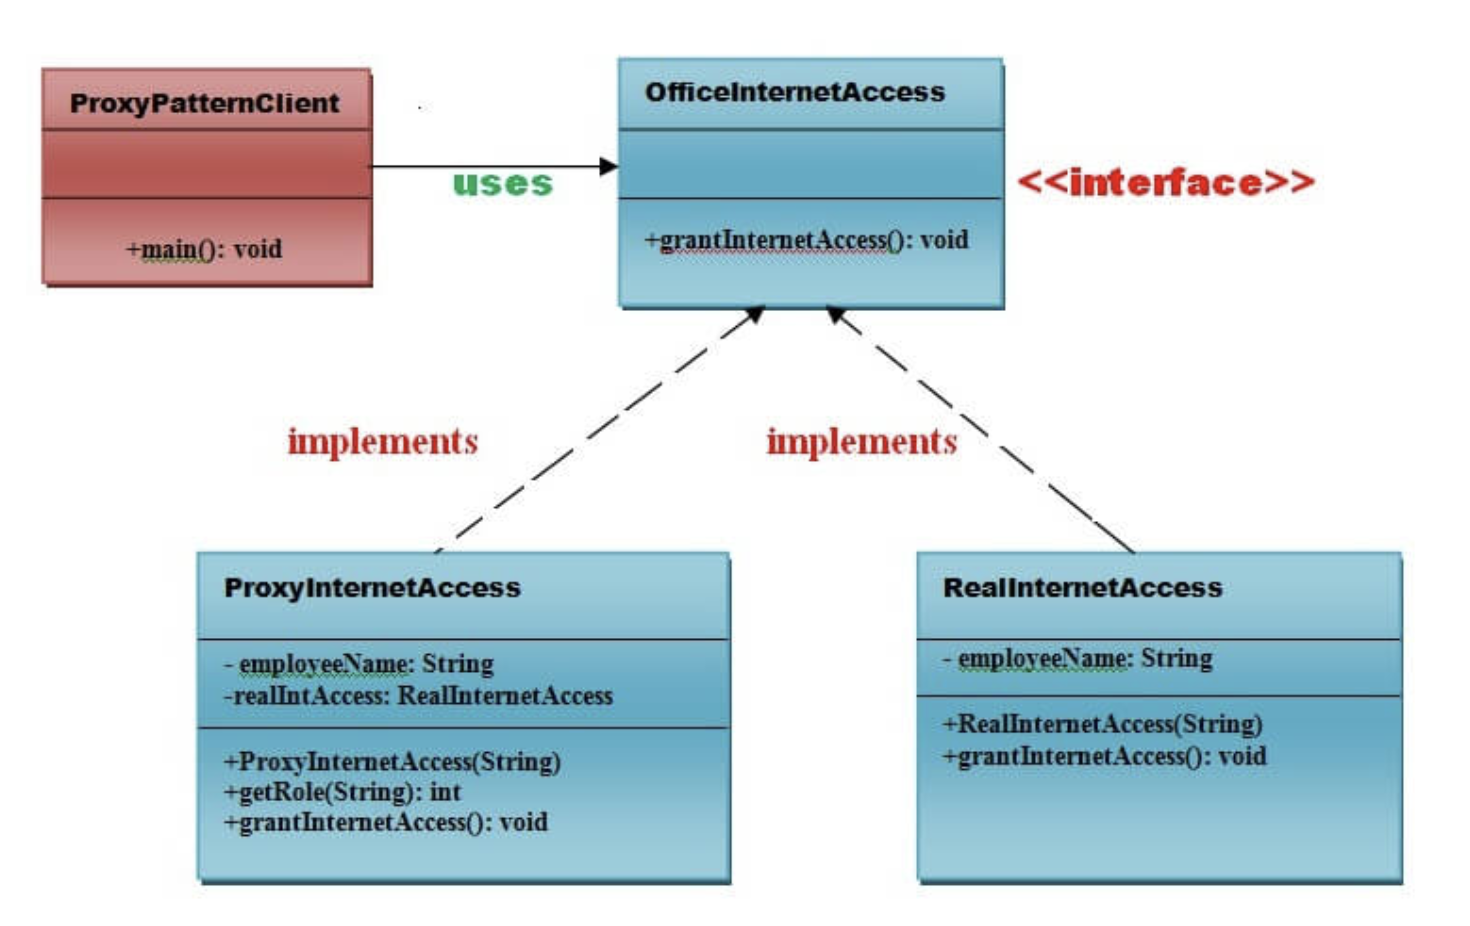 ProxyPatternClient
+main(): void
uses
OfficeInternetAccess
+grantInternetAccess(): void
<<interface>>
implements
implements
ProxyInternetAccess
- employeeName: String
-realIntAccess: RealInternetAccess
+ProxyInternetAccess(String)
+getRole(String): int
+grantInternetAccess(): void
RealInternetAccess
- employeeName: String
+RealInternetAccess(String)
+grantInternetAccess(): void